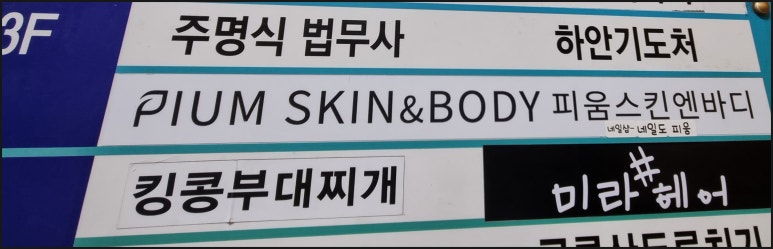 3F
주명식 법무사 하안기도처
PIUM SKIN&BODY 피움스킨엔바디
네일샵~ 네일도 피움
킹콩부대찌개 미라#헤어